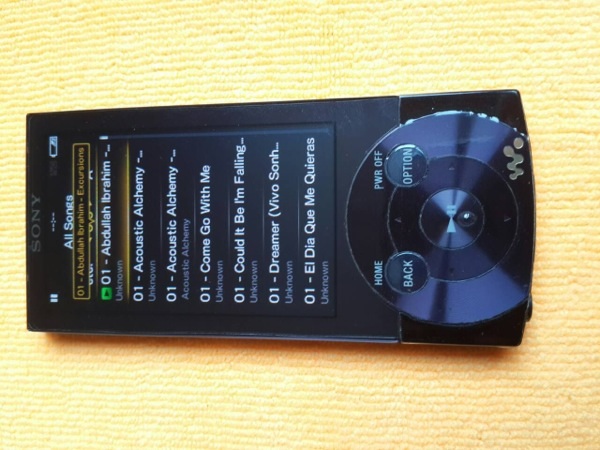 SONY
--:--
All Songs
01 - Abdullah Ibrahim - Excursions
01 - Abdullah Ibrahim -...
Unknown
01 - Acoustic Alchemy -...
Unknown
01 - Acoustic Alchemy -...
Acoustic Alchemy
01 - Come Go With Me
Unknown
01 - Could It Be I'm Falling...
Unknown
01 - Dreamer (Vivo Sonh...
Unknown
01 - El Dia Que Me Quieras
Unknown
HOME
PWR OFF
BACK
OPTION